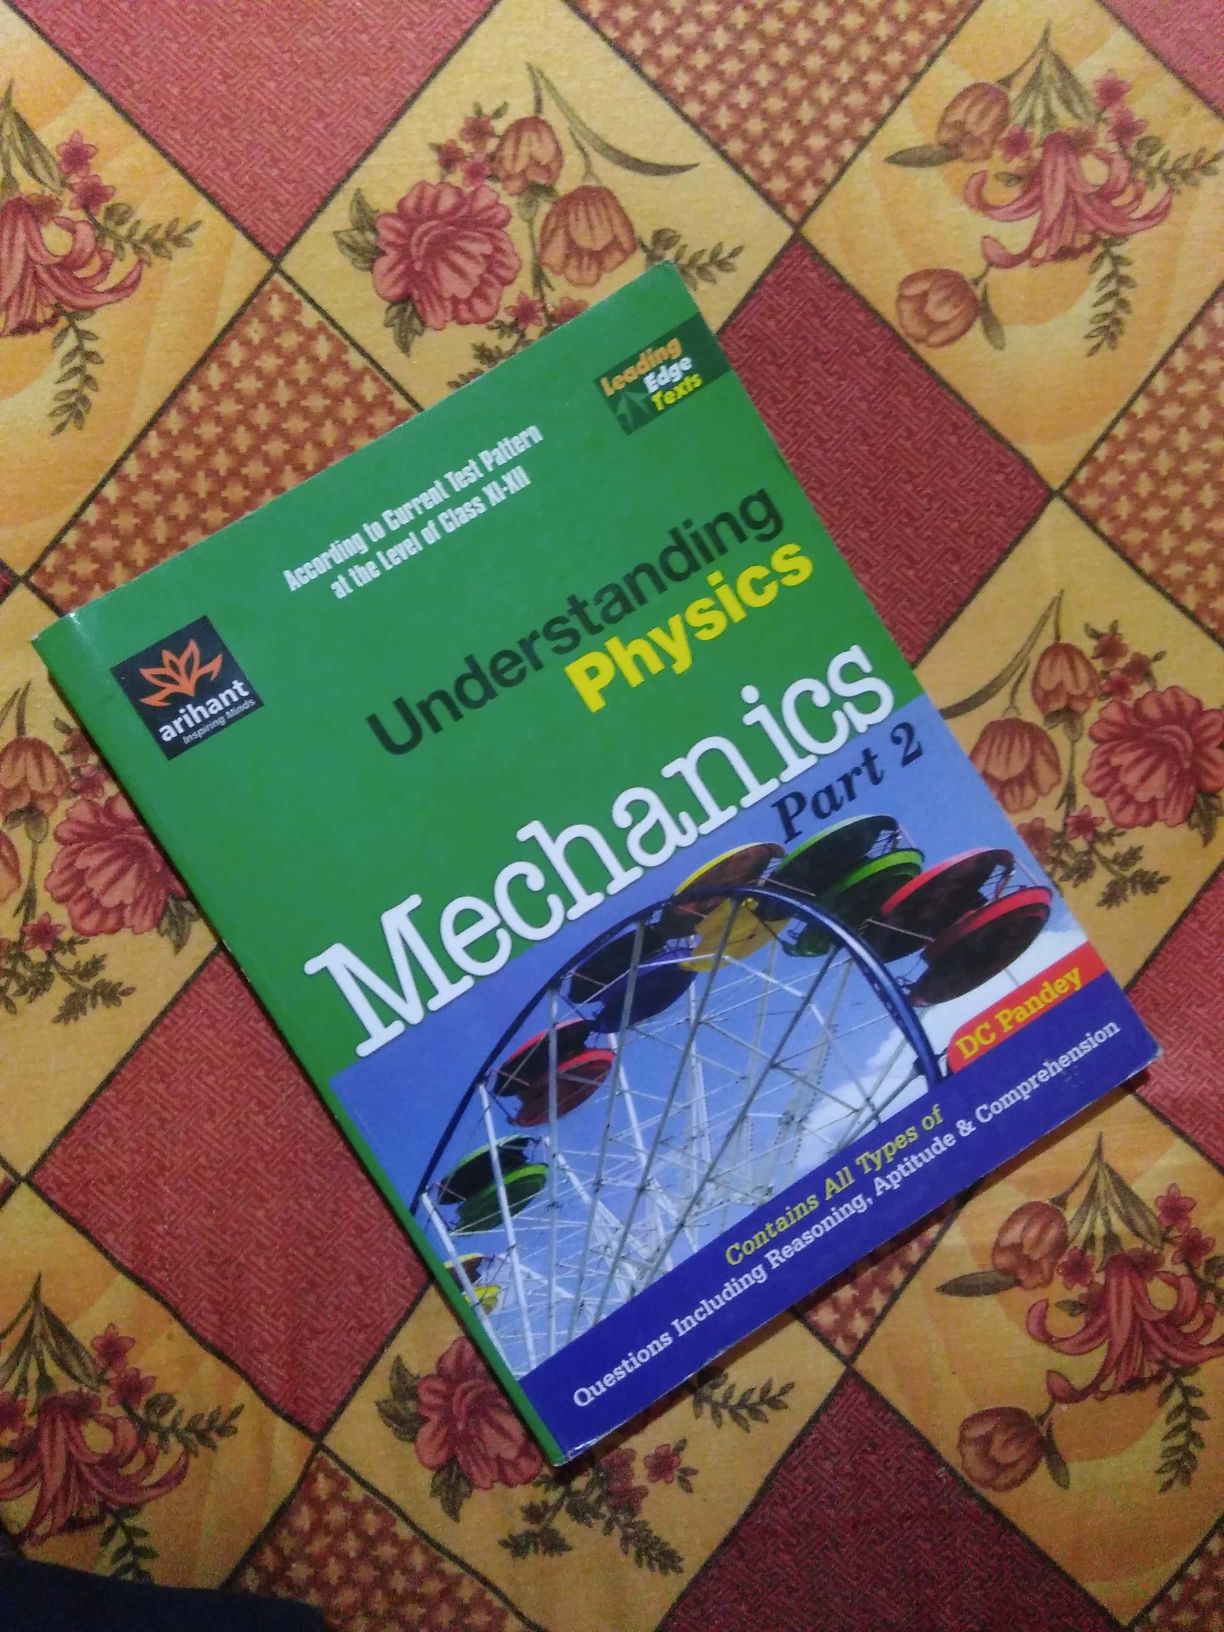 Leading
Edge
Texts
According to Current Test Pattern
at the Level of Class XI-XII
arihant
Inspiring Minds
Understanding
Physics
Mechanics
Part 2
DC Pandey
Contains All Types of
Questions Including Reasoning, Aptitude & Comprehension